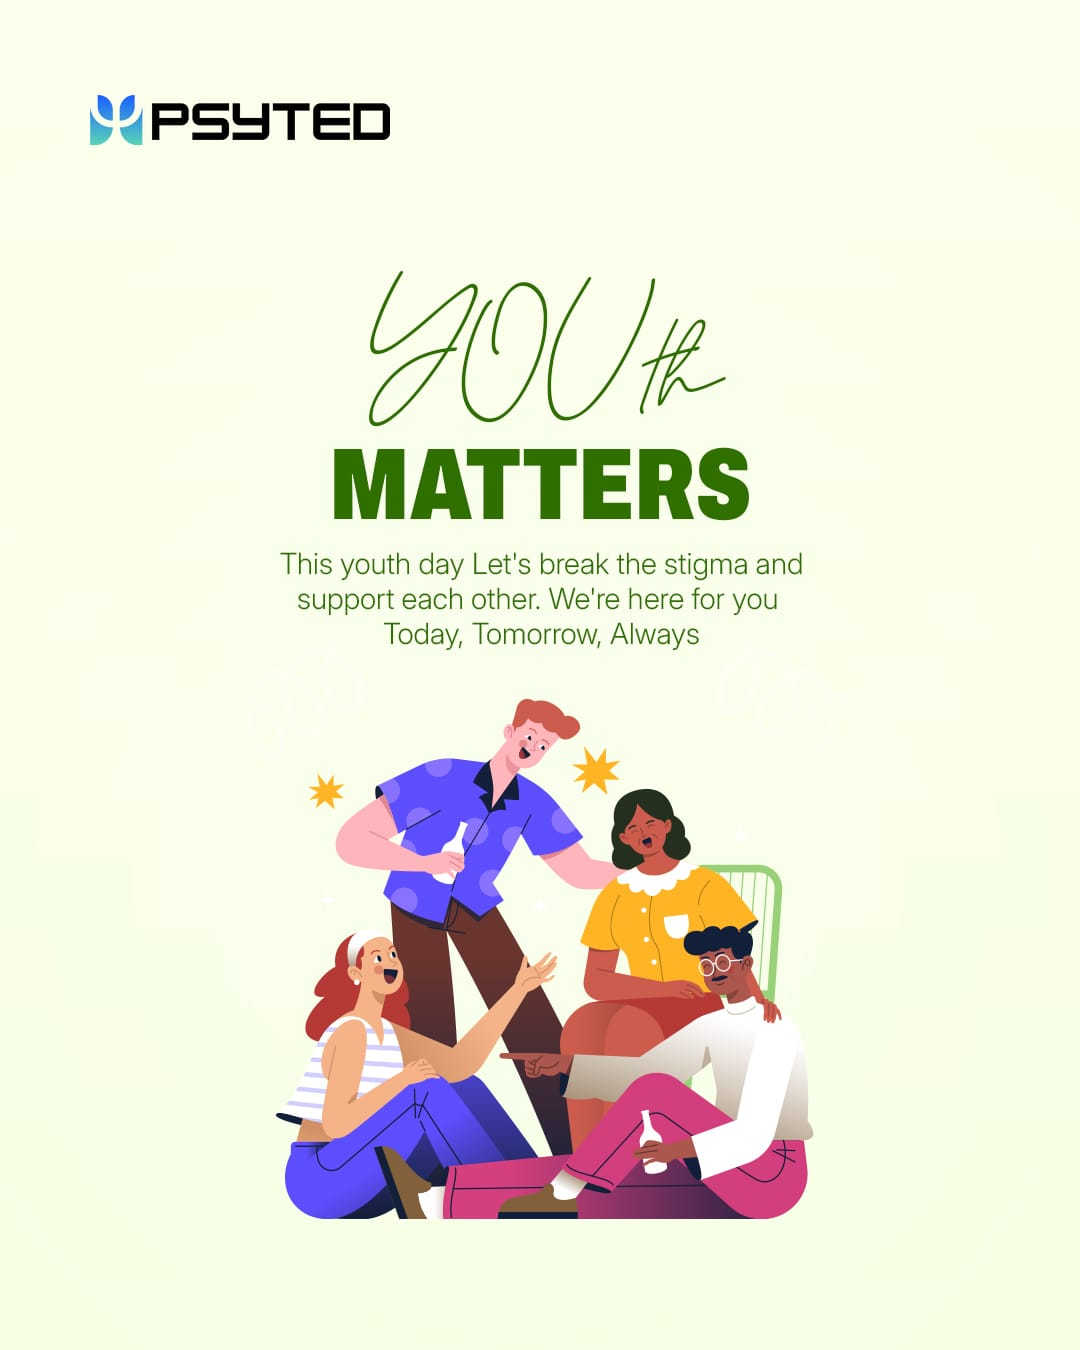 PSYTED
YOUth
MATTERS
This youth day Let's break the stigma and
support each other. We're here for you
Today, Tomorrow, Always